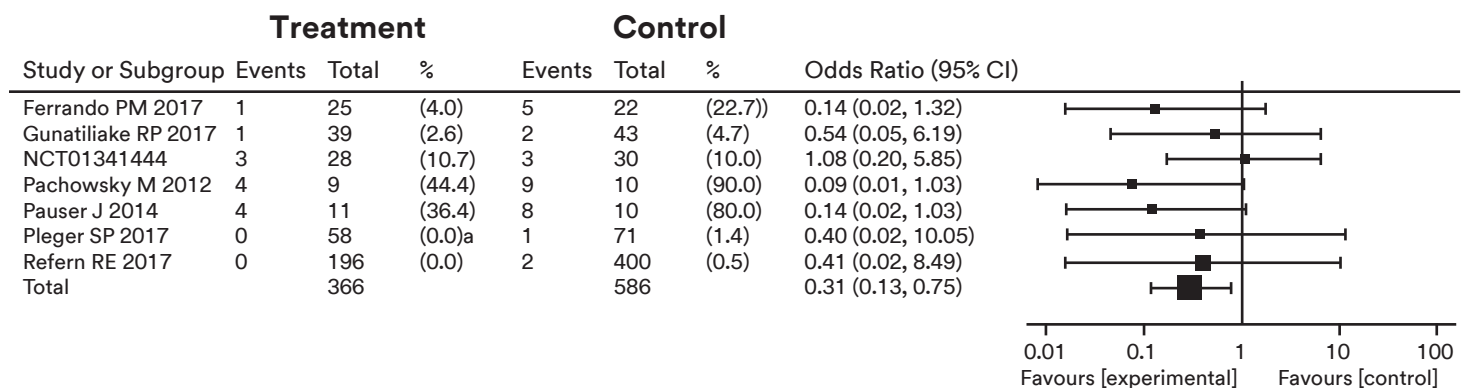 Treatment Control
Study or Subgroup Events Total % Events Total % Odds Ratio (95% CI)
Ferrando PM 2017 1 25 (4.0) 5 22 (22.7)) 0.14 (0.02, 1.32)
Gunatiliake RP 2017 1 39 (2.6) 2 43 (4.7) 0.54 (0.05, 6.19)
NCT01341444 3 28 (10.7) 3 30 (10.0) 1.08 (0.20, 5.85)
Pachowsky M 2012 4 9 (44.4) 9 10 (90.0) 0.09 (0.01, 1.03)
Pauser J 2014 4 11 (36.4) 8 10 (80.0) 0.14 (0.02, 1.03)
Pleger SP 2017 0 58 (0.0)a 1 71 (1.4) 0.40 (0.02, 10.05)
Refern RE 2017 0 196 (0.0) 2 400 (0.5) 0.41 (0.02, 8.49)
Total 366 586 0.31 (0.13, 0.75)
0.01 0.1 1 10 100
Favours [experimental] Favours [control]